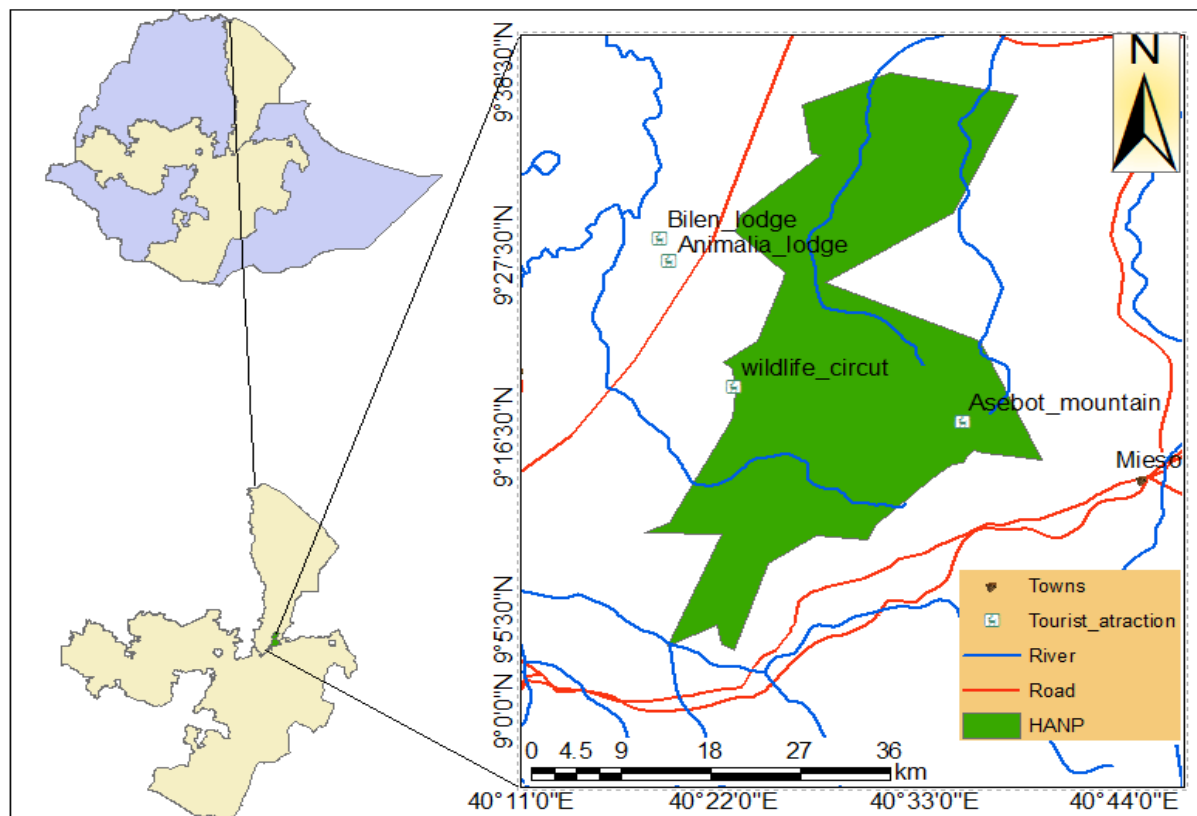 N
9°38'30"N
9°27'30"N
9°16'30"N
9°5'30"N
9°0'0"N
Bilen_lodge
Animalia_lodge
wildlife_circut
Asebot_mountain
Mieso
Towns
Tourist_atraction
River
Road
HANP
0 4.5 9 18 27 36
km
40°11'0"E 40°22'0"E 40°33'0"E 40°44'0"E